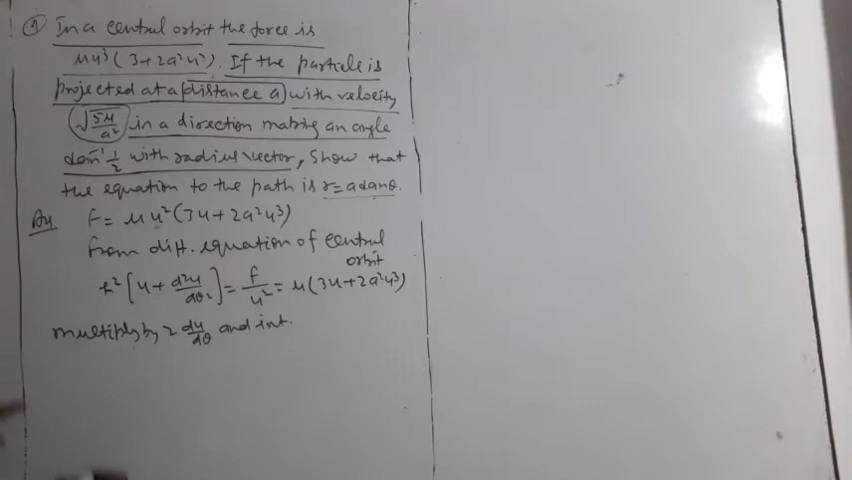 ① In a central orbit the force is
μu³(3+2a²u²). If the particle is
projected at a distance a with velocity
√(5μ/a²) in a direction making an angle
tan⁻¹ 1/2 with radius vector, Show that
the equation to the path is r=a tanθ.
F= μu²(3u+2a²u³)
From diff. equation of central
orbit
h²[u+d²u/dθ²]=F/u²=μ(3u+2a²u³)
multiply by 2 du/dθ and int.